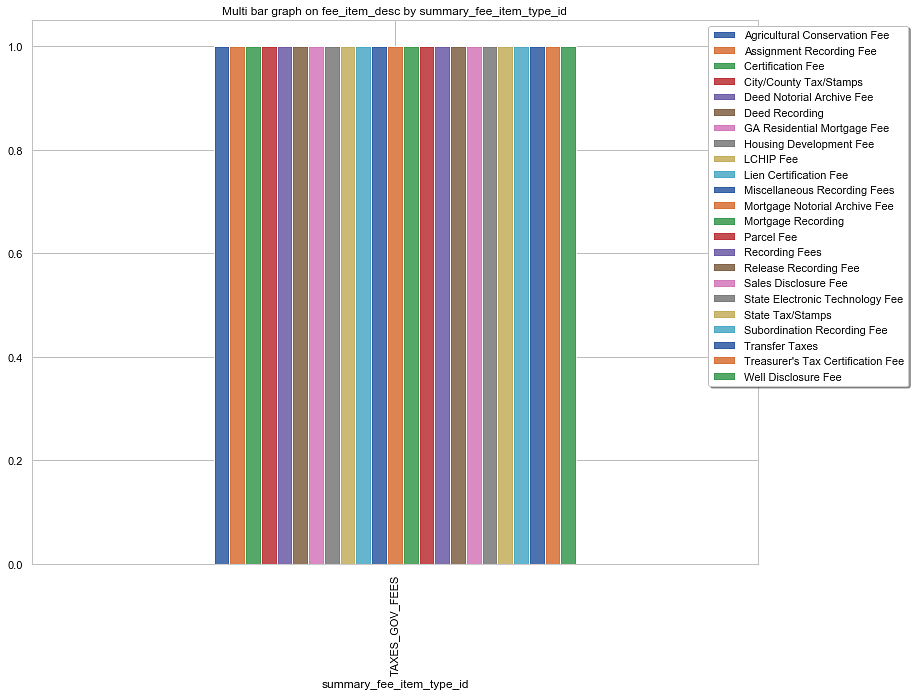 Multi bar graph on fee_item_desc by summary_fee_item_type_id
1.0
0.8
0.6
0.4
0.2
0.0
Agricultural Conservation Fee
Assignment Recording Fee
Certification Fee
City/County Tax/Stamps
Deed Notorial Archive Fee
Deed Recording
GA Residential Mortgage Fee
Housing Development Fee
LCHIP Fee
Lien Certification Fee
Miscellaneous Recording Fees
Mortgage Notorial Archive Fee
Mortgage Recording
Parcel Fee
Recording Fees
Release Recording Fee
Sales Disclosure Fee
State Electronic Technology Fee
State Tax/Stamps
Subordination Recording Fee
Transfer Taxes
Treasurer's Tax Certification Fee
Well Disclosure Fee
TAXES_GOV_FEES
summary_fee_item_type_id